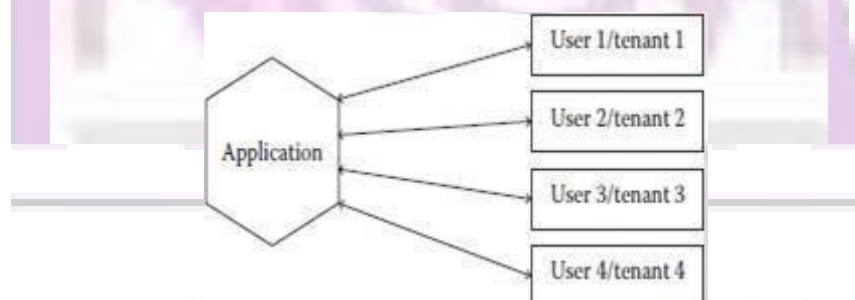 User 1/tenant 1
User 2/tenant 2
Application
User 3/tenant 3
User 4/tenant 4